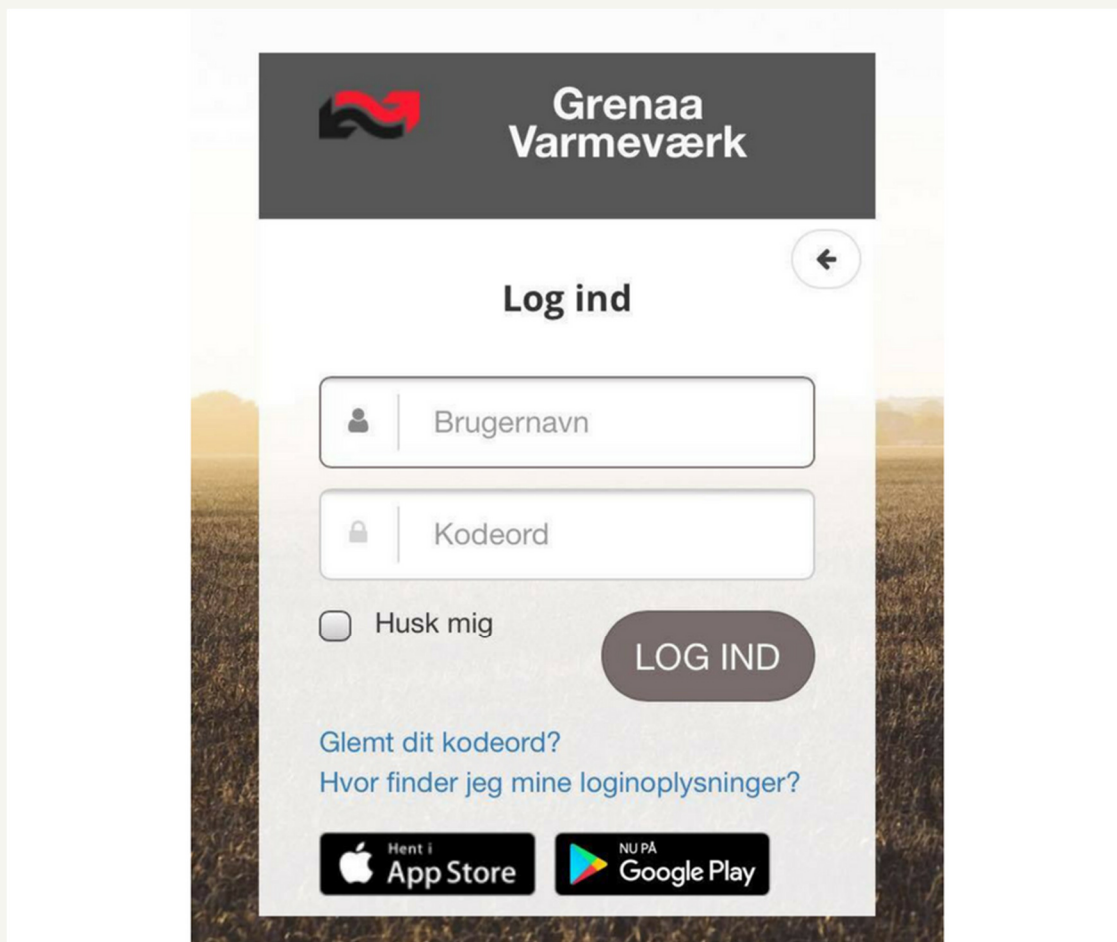 Grenaa
Varmeværk
Log ind
Brugernavn
Kodeord
Husk mig
LOG IND
Glemt dit kodeord?
Hvor finder jeg mine loginoplysninger?
Hent i
App Store
NU PÅ
Google Play